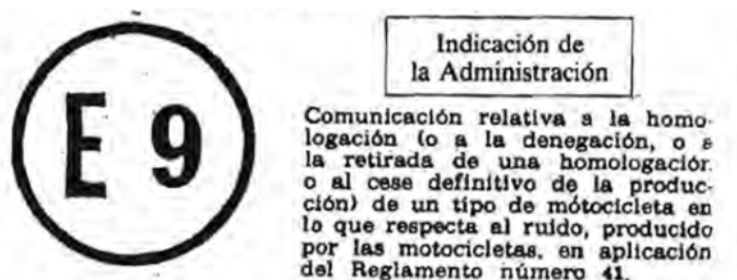 E 9
Indicación de
la Administración
Comunicación relativa a la homo-
logación (o a la denegación, o a
la retirada de una homologación
o al cese definitivo de la produc-
ción) de un tipo de mótocicleta en
lo que respecta al ruido, producido
por las motocicletas, en aplicación
del Reglamento número 41.